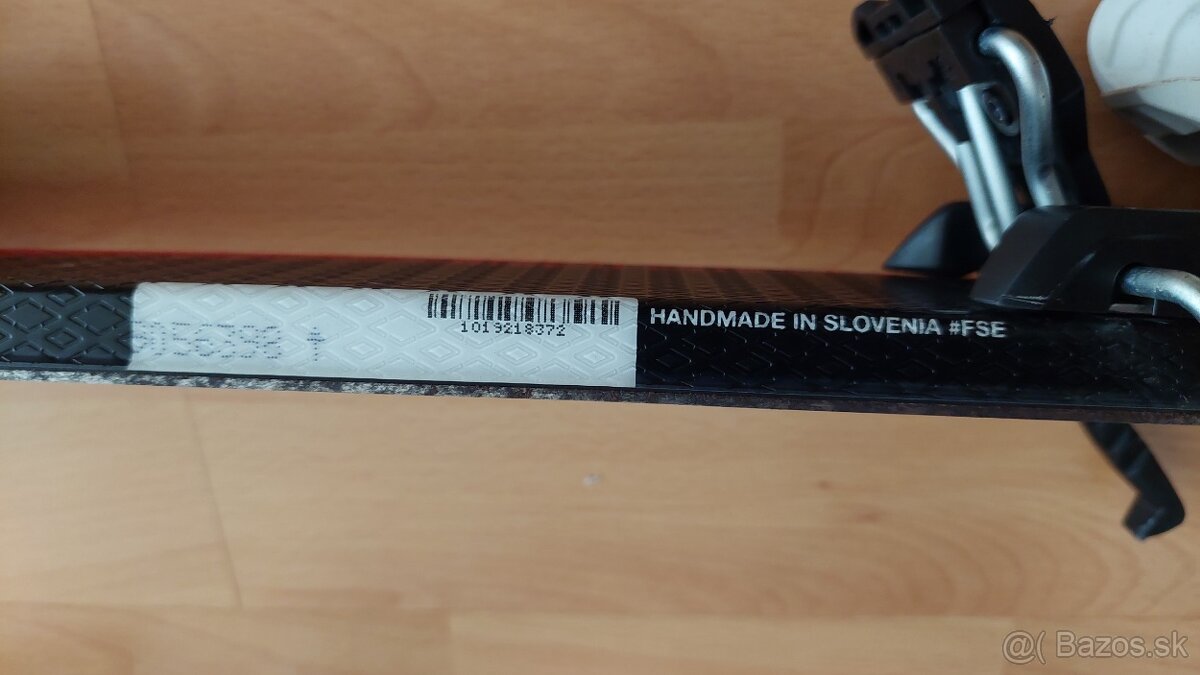 1019218372
HANDMADE IN SLOVENIA #FSE
@( Bazos.sk